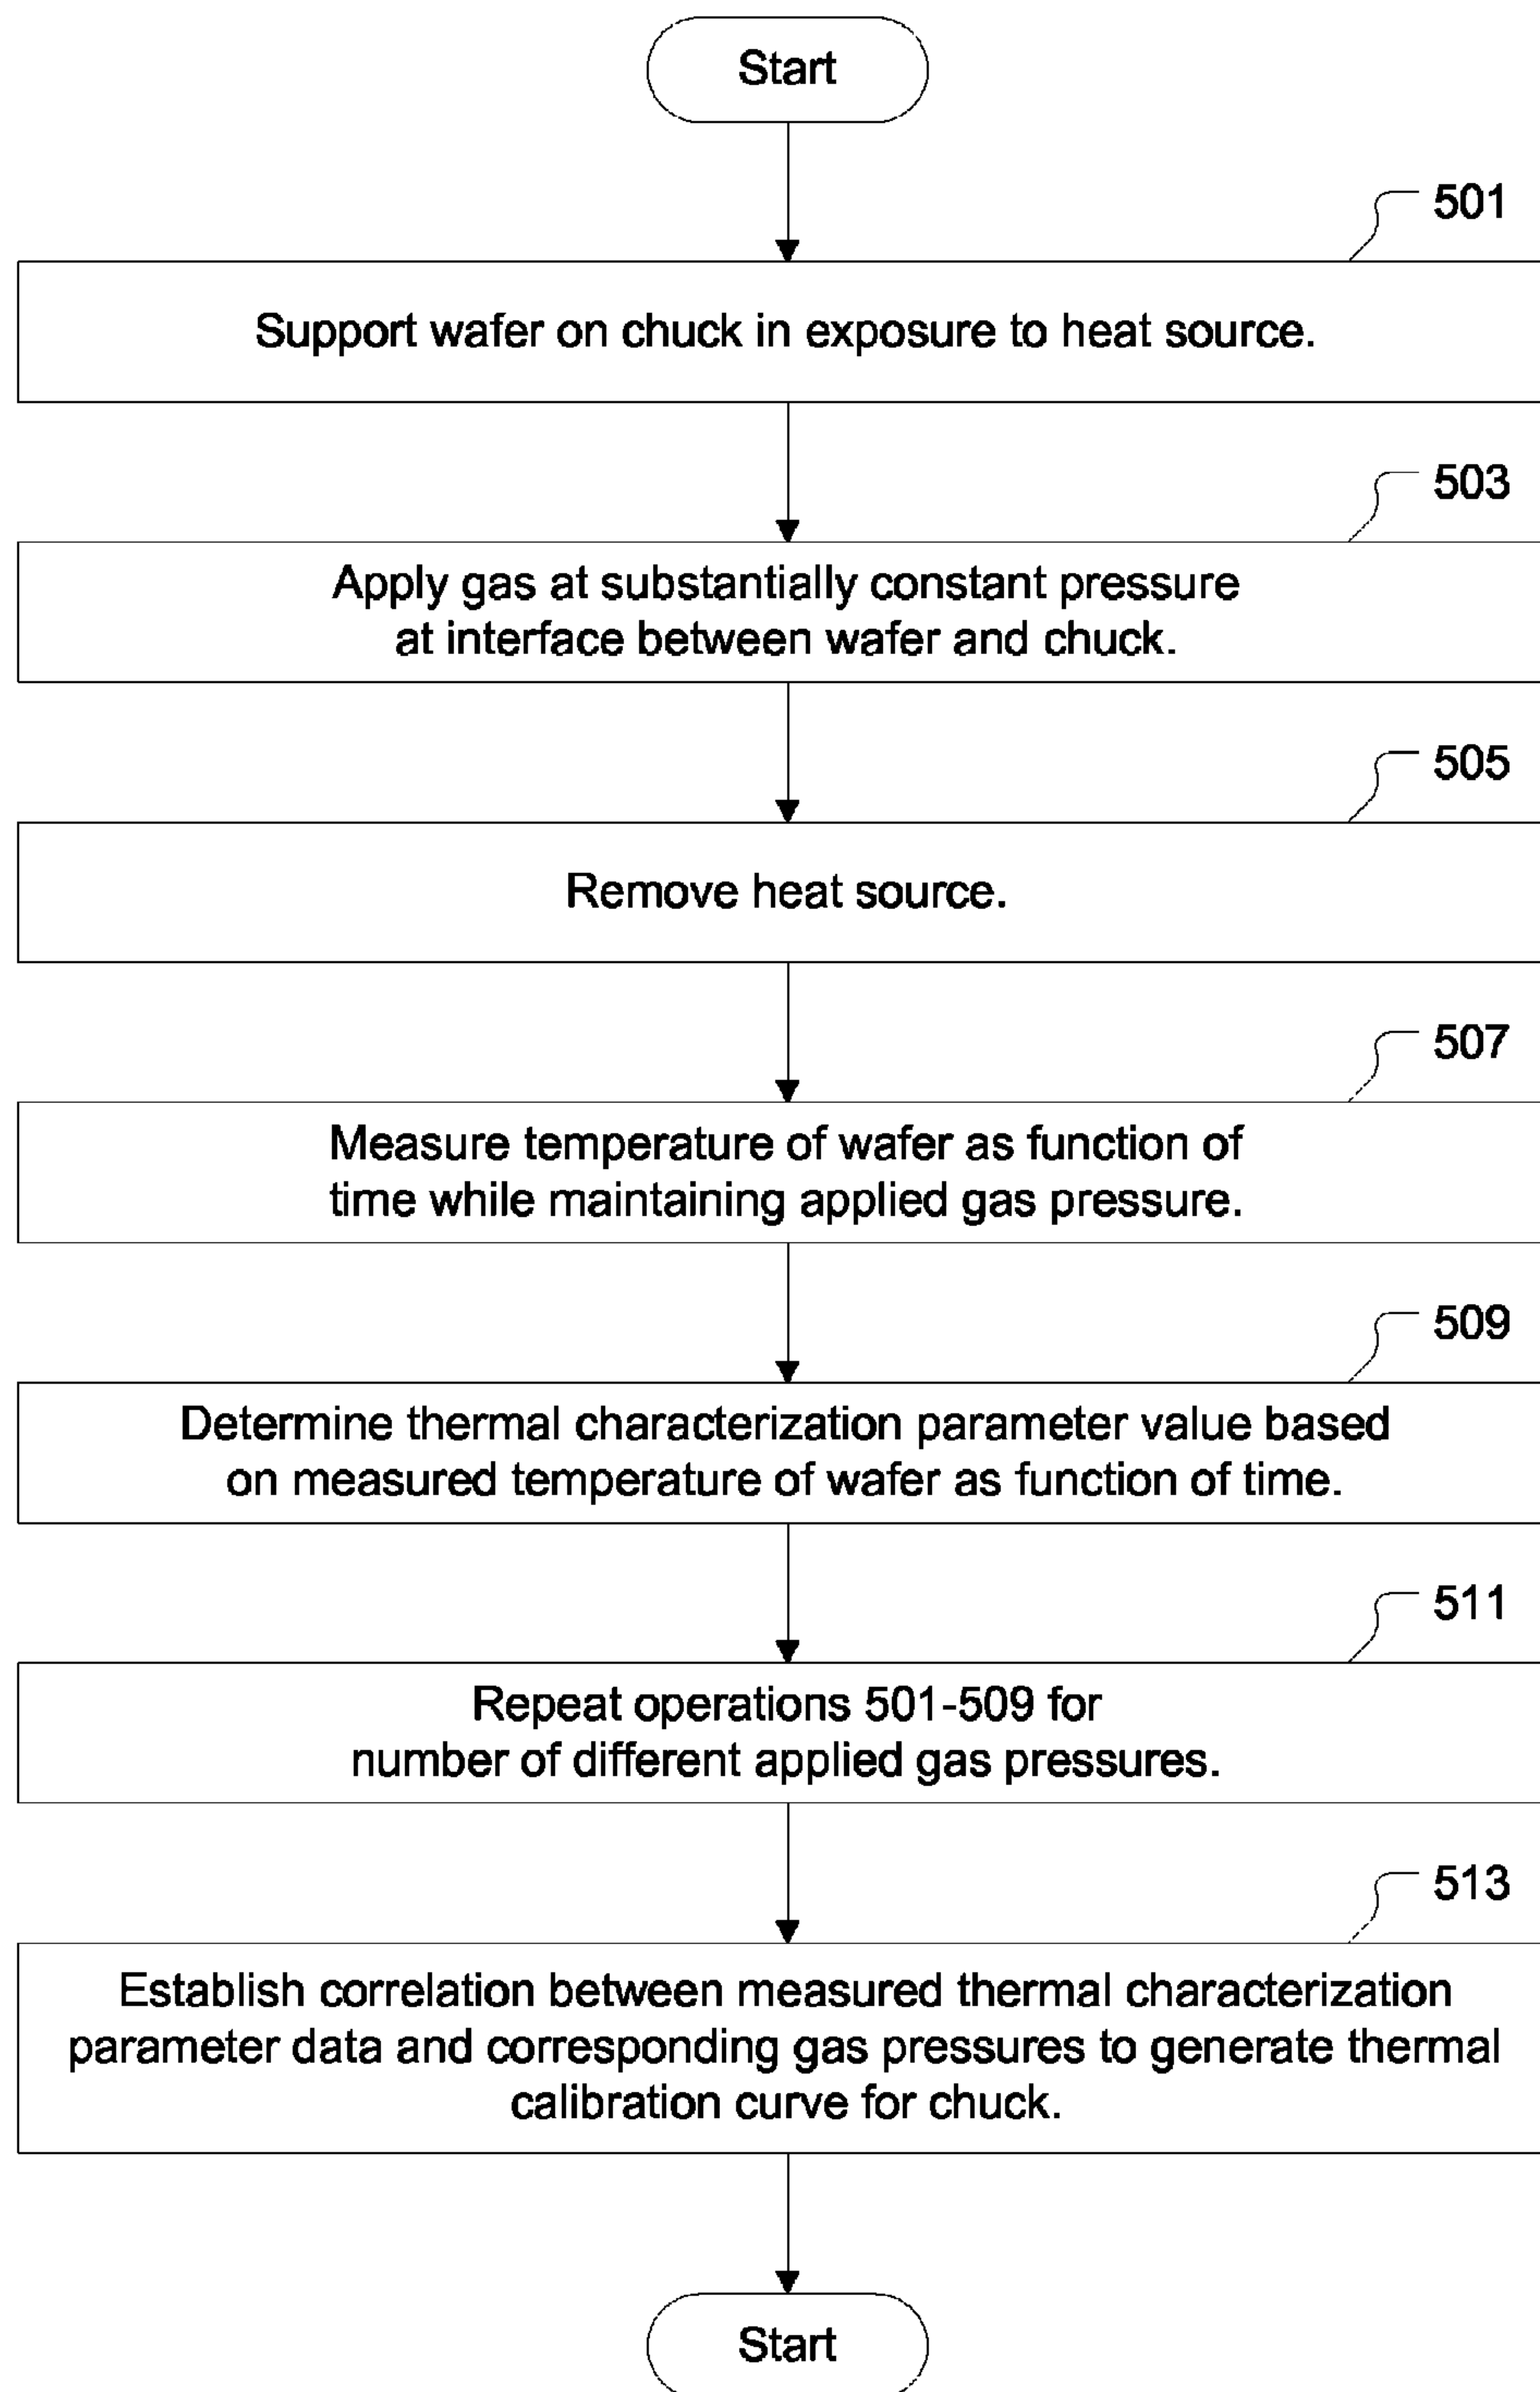 Start
501
Support wafer on chuck in exposure to heat source.
503
Apply gas at substantially constant pressure
at interface between wafer and chuck.
505
Remove heat source.
507
Measure temperature of wafer as function of
time while maintaining applied gas pressure.
509
Determine thermal characterization parameter value based
on measured temperature of wafer as function of time.
511
Repeat operations 501-509 for
number of different applied gas pressures.
513
Establish correlation between measured thermal characterization
parameter data and corresponding gas pressures to generate thermal
calibration curve for chuck.
Start